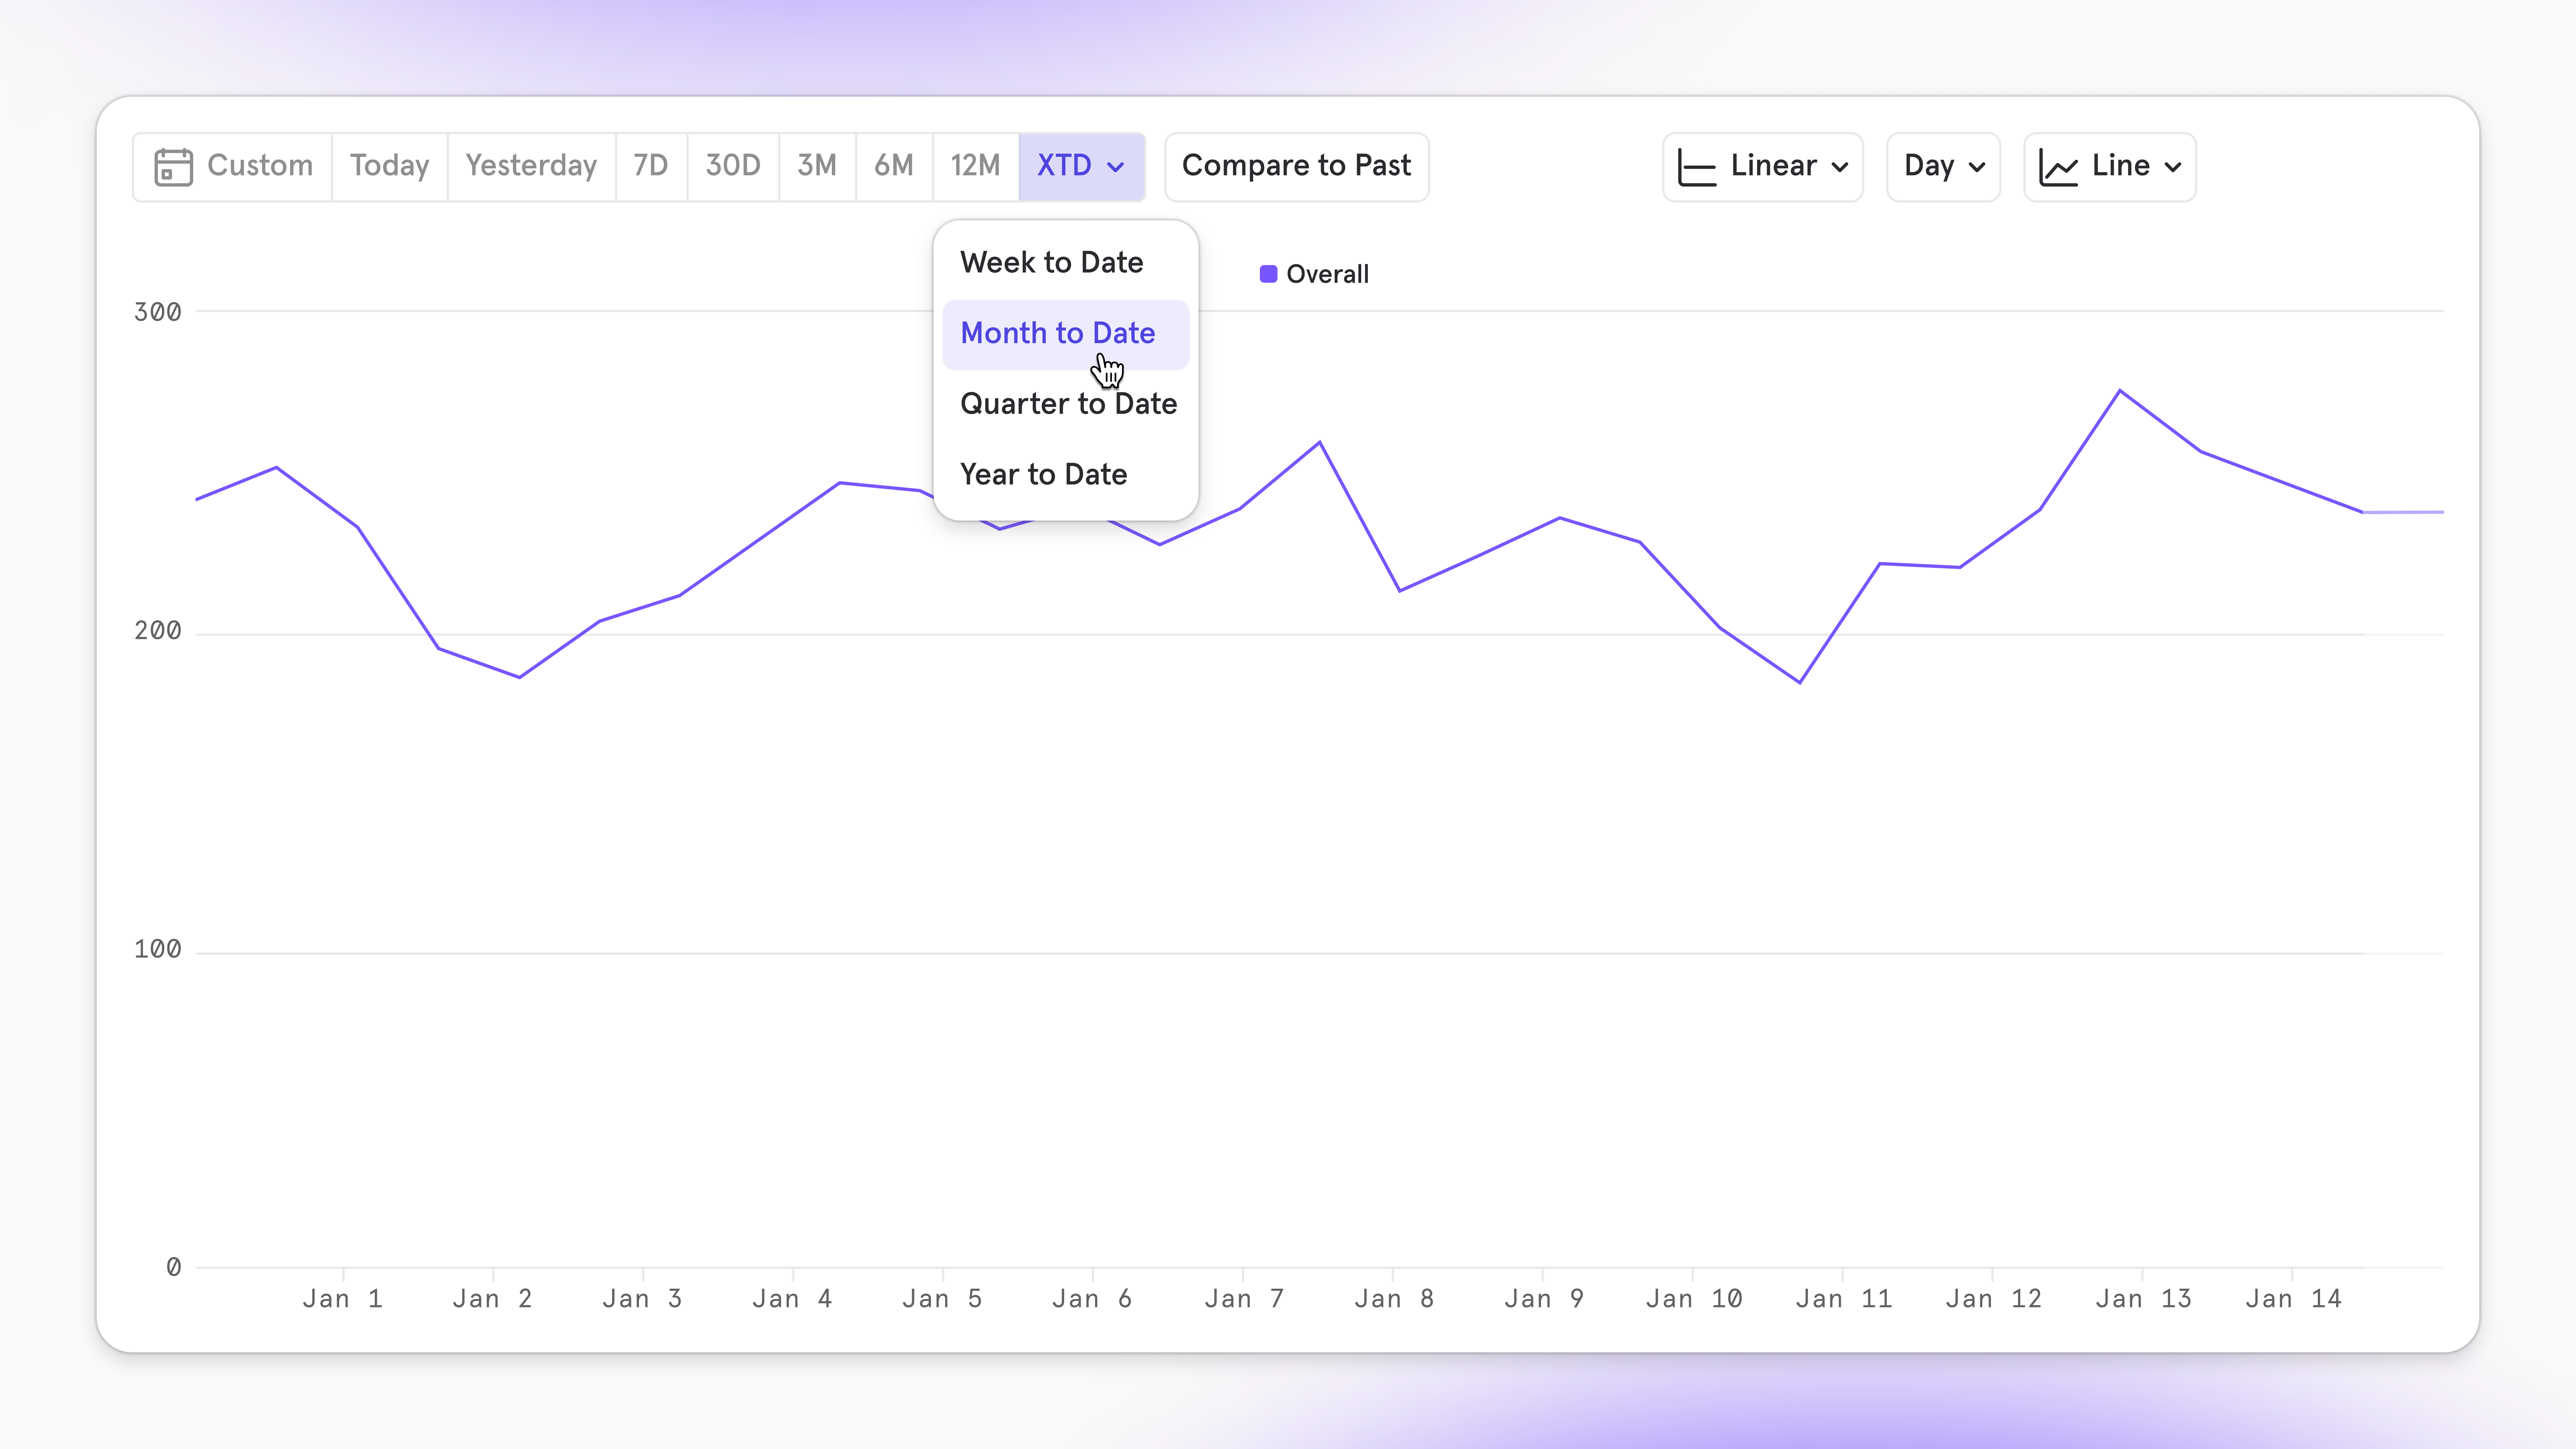 Custom Today Yesterday 7D 30D 3M 6M 12M XTD Compare to Past Linear Day Line
Week to Date
Month to Date
Quarter to Date
Year to Date
Overall
300
200
100
0
Jan 1 Jan 2 Jan 3 Jan 4 Jan 5 Jan 6 Jan 7 Jan 8 Jan 9 Jan 10 Jan 11 Jan 12 Jan 13 Jan 14